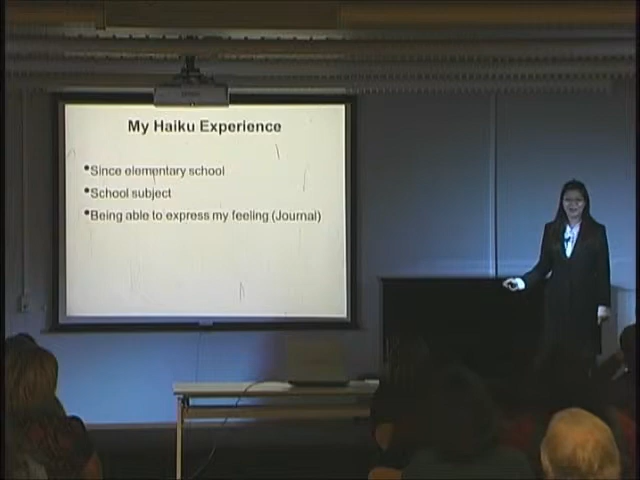 My Haiku Experience
•Since elementary school
•School subject
•Being able to express my feeling (Journal)